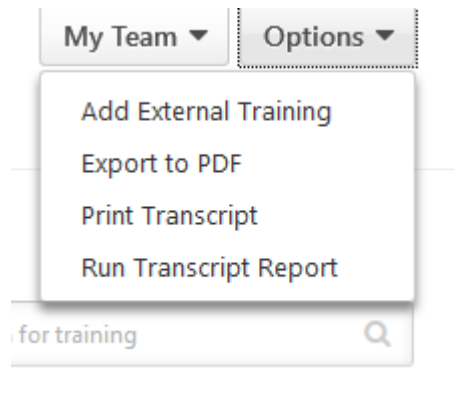 My Team Options
Add External Training
Export to PDF
Print Transcript
Run Transcript Report
for training